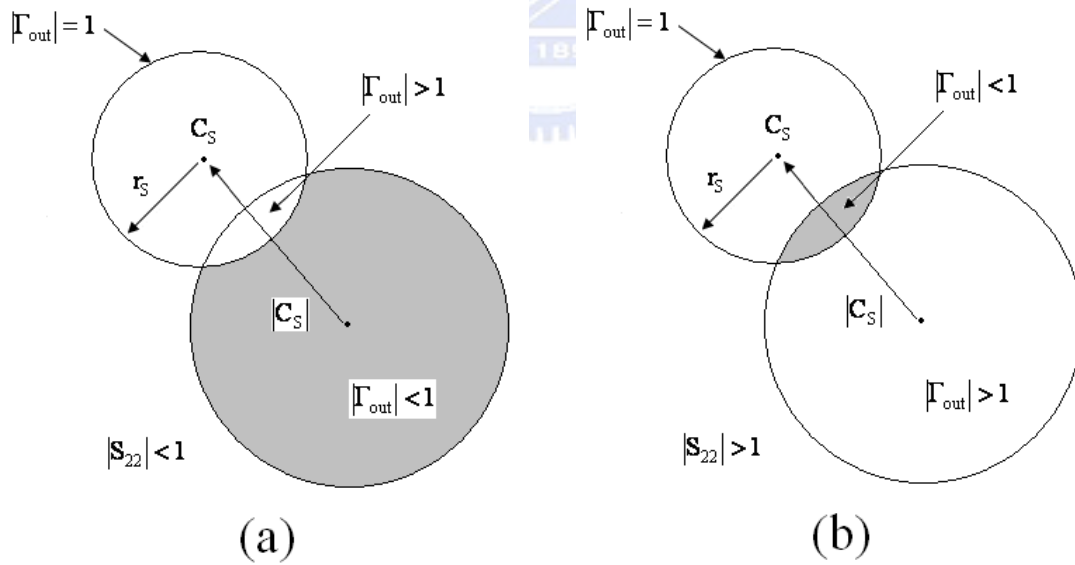 |Γout| = 1
|Γout| > 1
CS
rS
|CS|
|Γout| < 1
|S22| < 1
(a)
189
|Γout| = 1
|Γout| < 1
CS
rS
|CS|
|Γout| > 1
|S22| > 1
(b)